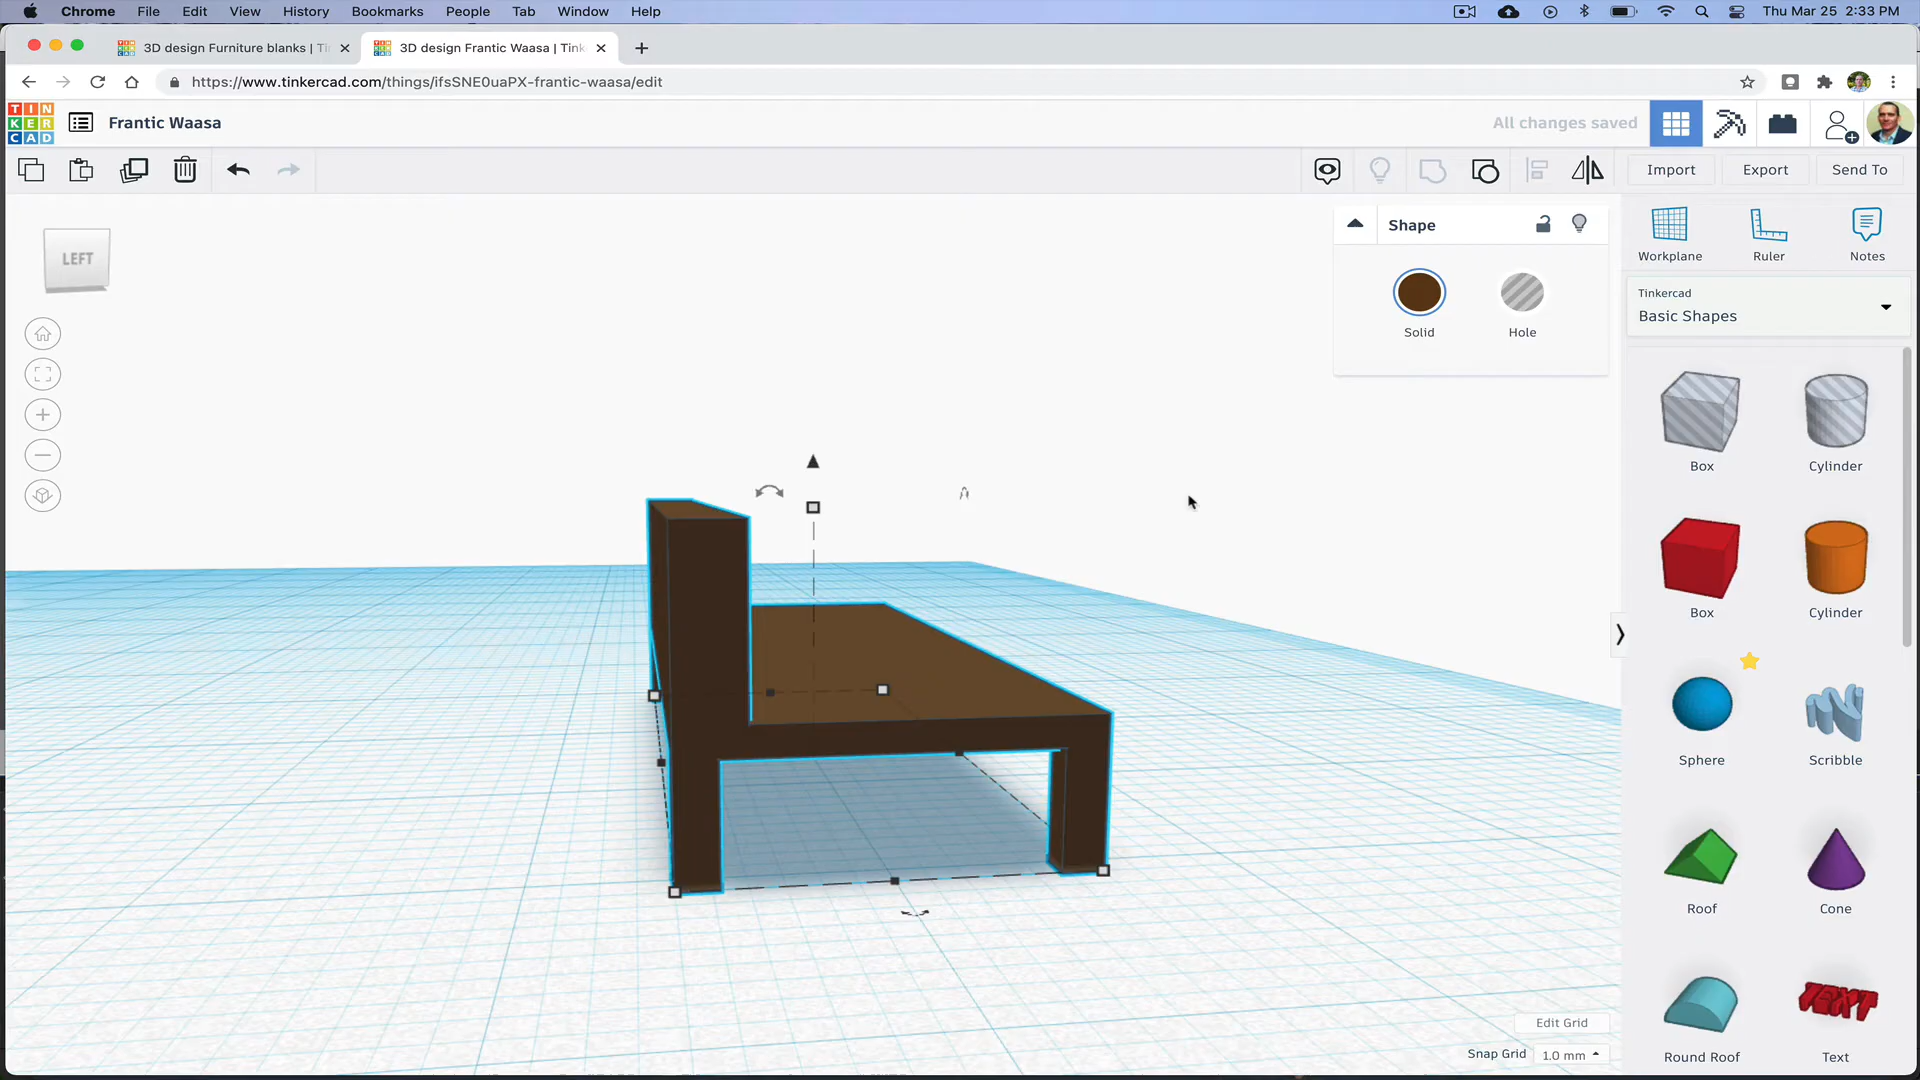 Chrome File Edit View History Bookmarks People Tab Window Help Thu Mar 25 2:33 PM
3D design Furniture blanks | Ti 3D design Frantic Waasa | Tink
https://www.tinkercad.com/things/ifsSNE0uaPX-frantic-waasa/edit
TIN
KER
CAD
Frantic Waasa All changes saved
Import Export Send To
LEFT
Shape
Solid Hole
Workplane Ruler Notes
Tinkercad
Basic Shapes
Box Cylinder
Box Cylinder
Sphere Scribble
Roof Cone
TEXT
Round Roof Text
Edit Grid
Snap Grid 1.0 mm